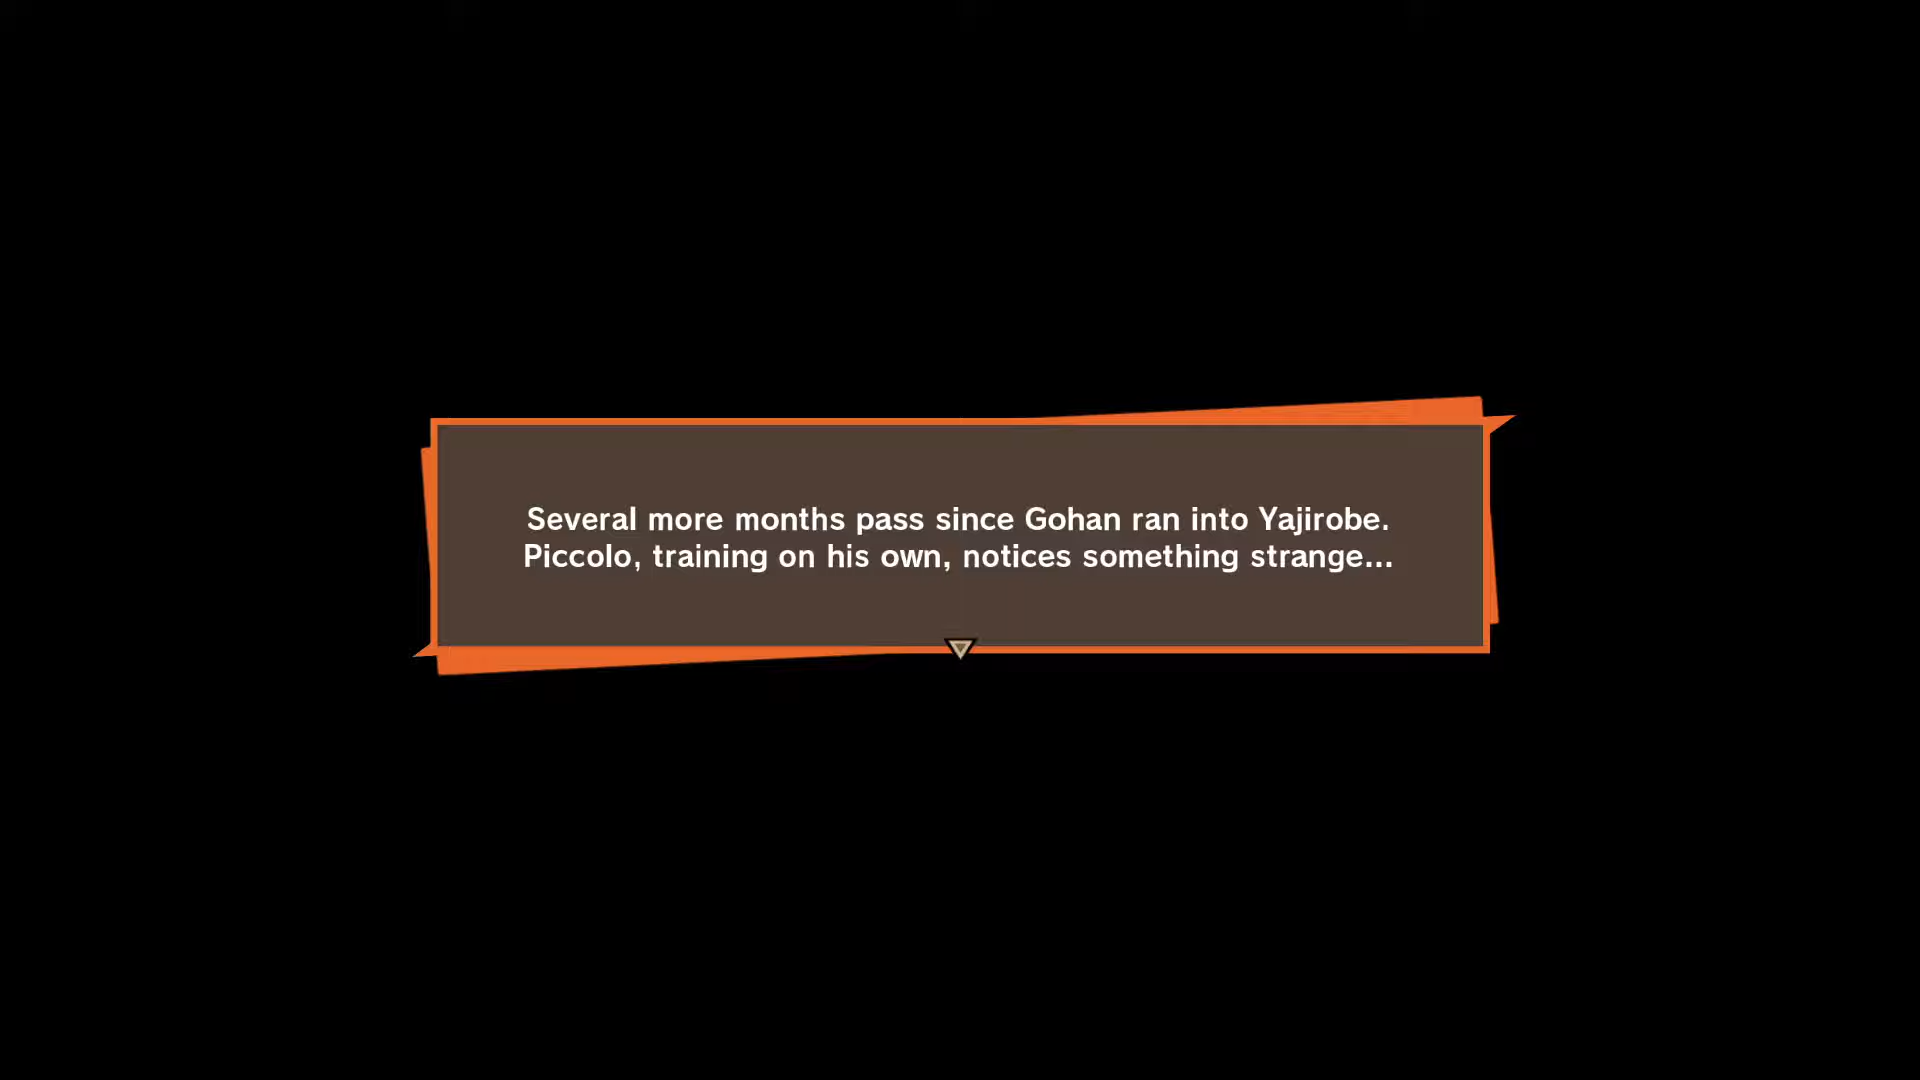 Several more months pass since Gohan ran into Yajirobe.
Piccolo, training on his own, notices something strange...